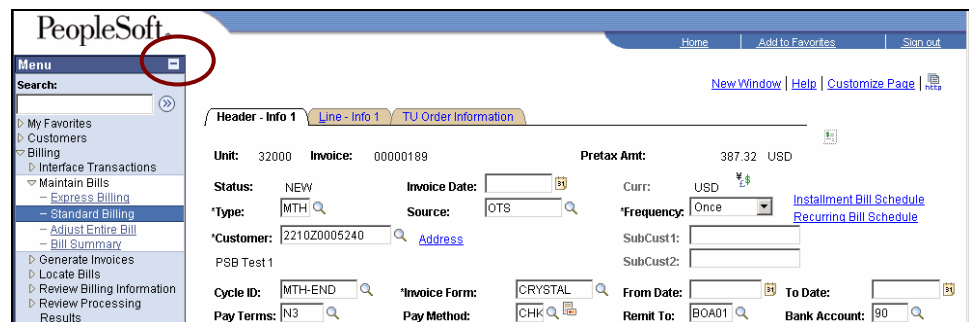 PeopleSoft.
Home Add to Favorites Sign out
Menu
Search:
New Window | Help | Customize Page | http
My Favorites
Customers
Billing
Interface Transactions
Maintain Bills
– Express Billing
– Standard Billing
– Adjust Entire Bill
– Bill Summary
Generate Invoices
Locate Bills
Review Billing Information
Review Processing
Results
Header - Info 1 Line - Info 1 TU Order Information
Unit: 32000 Invoice: 00000189 Pretax Amt: 387.32 USD
Status: NEW Invoice Date: 31 Curr: USD ¥£$
*Type: MTH Source: OTS *Frequency: Once Installment Bill Schedule
Recurring Bill Schedule
*Customer: 2210Z0005240 Address SubCust1:
PSB Test 1 SubCust2:
Cycle ID: MTH-END *Invoice Form: CRYSTAL From Date: 31 To Date: 31
Pay Terms: N3 Pay Method: CHK Remit To: BOA01 Bank Account: 90